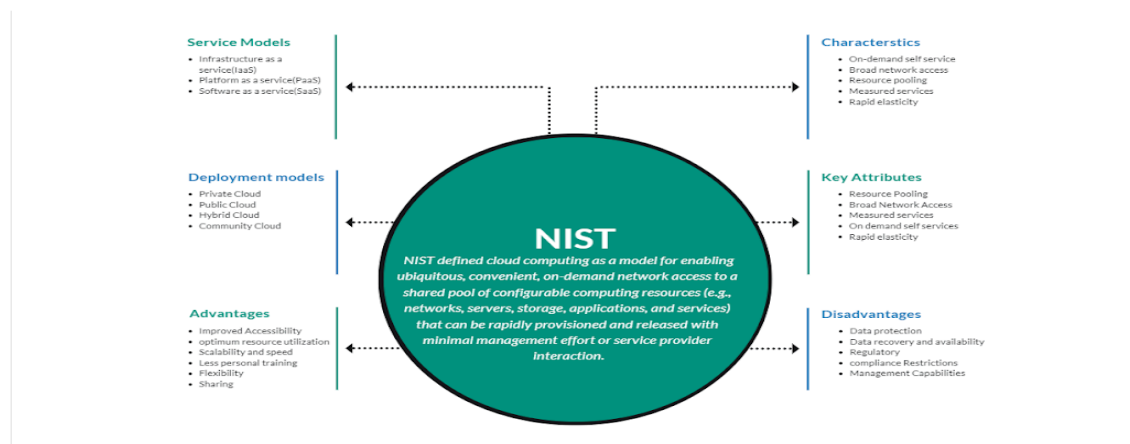 Service Models
• Infrastructure as a
service(IaaS)
• Platform as a service(PaaS)
• Software as a service(SaaS)
Deployment models
• Private Cloud
• Public Cloud
• Hybrid Cloud
• Community Cloud
Advantages
• Improved Accessibility
• optimum resource utilization
• Scalability and speed
• Less personal training
• Flexibility
• Sharing
NIST
NIST defined cloud computing as a model for enabling
ubiquitous, convenient, on-demand network access to a
shared pool of configurable computing resources (e.g.,
networks, servers, storage, applications, and services)
that can be rapidly provisioned and released with
minimal management effort or service provider
interaction.
Characterstics
• On-demand self service
• Broad network access
• Resource pooling
• Measured services
• Rapid elasticity
Key Attributes
• Resource Pooling
• Broad Network Access
• Measured services
• On demand self services
• Rapid elasticity
Disadvantages
• Data protection
• Data recovery and availability
• Regulatory
• compliance Restrictions
• Management Capabilities